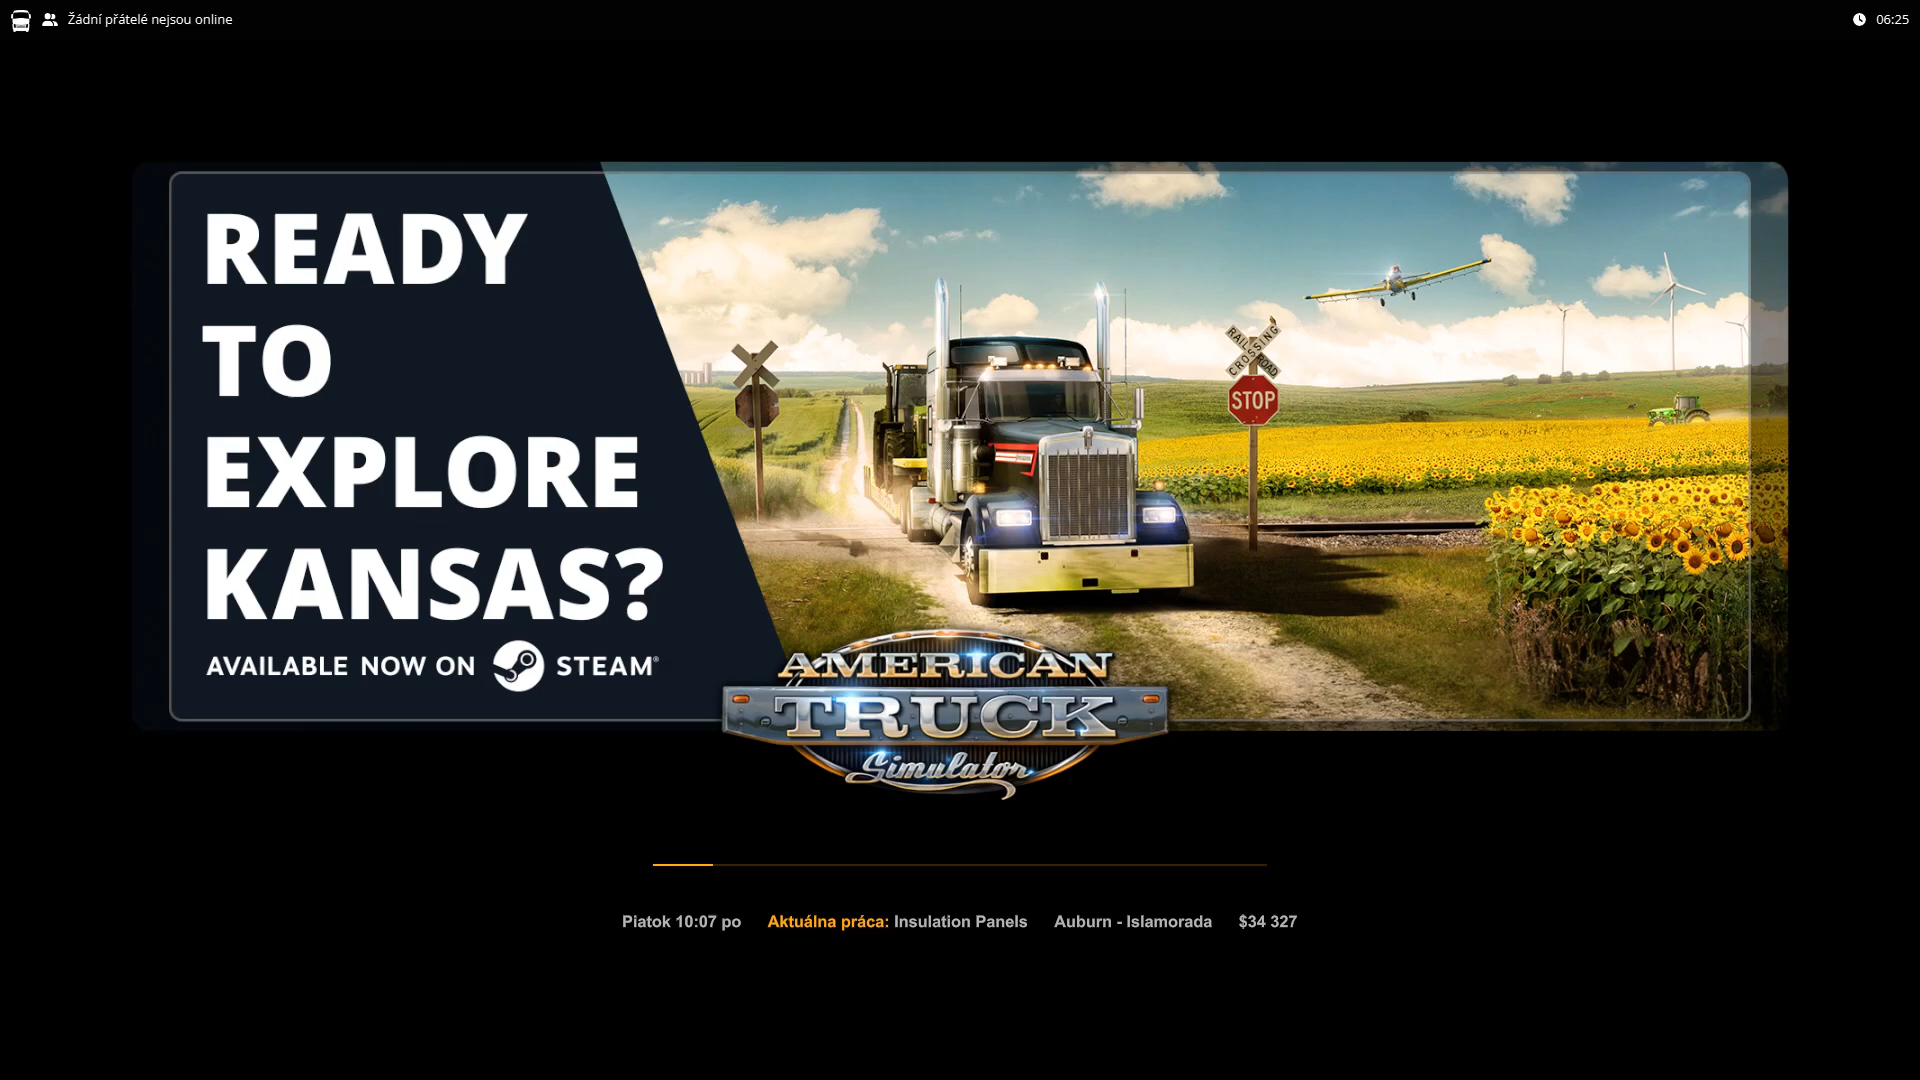 Žádní přátelé nejsou online
06:25
READY
TO
EXPLORE
KANSAS?
AVAILABLE NOW ON STEAM®
RAIL ROAD
CROSSING
STOP
AMERICAN
TRUCK
Simulator
Piatok 10:07 po Aktuálna práca: Insulation Panels Auburn - Islamorada $34 327